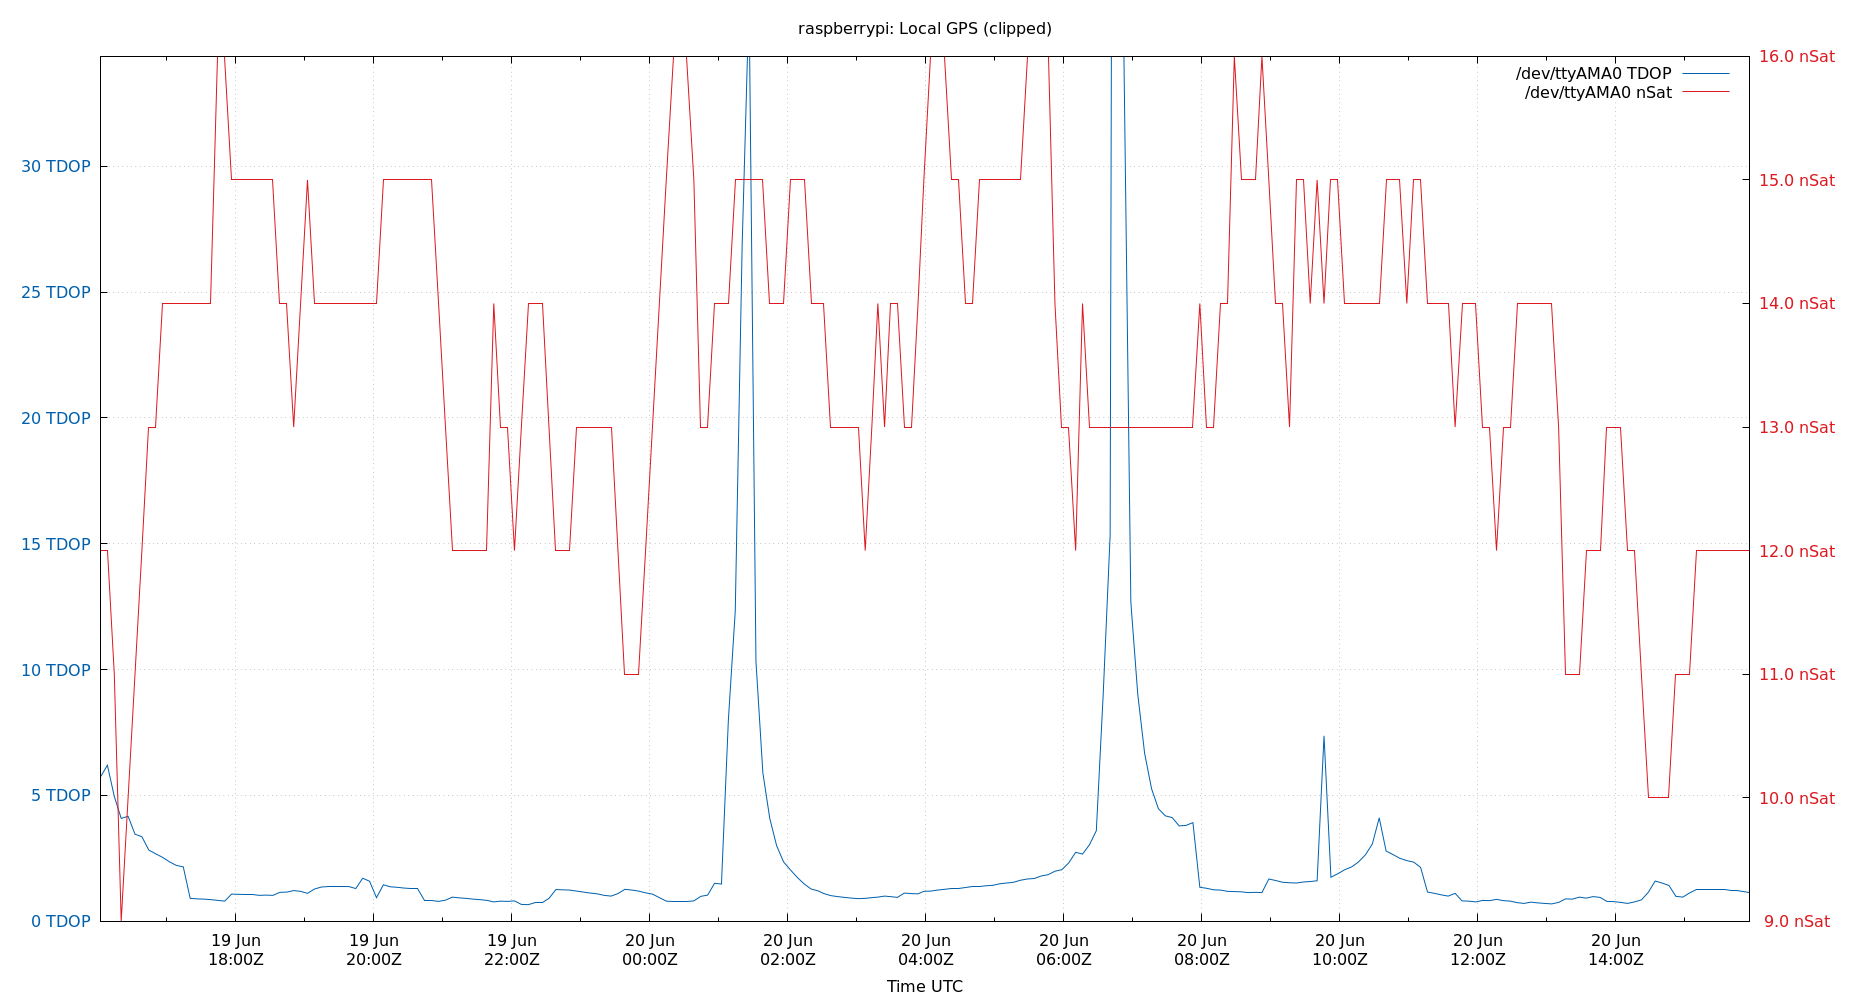 raspberrypi: Local GPS (clipped)
/dev/ttyAMA0 TDOP
/dev/ttyAMA0 nSat
30 TDOP
25 TDOP
20 TDOP
15 TDOP
10 TDOP
5 TDOP
0 TDOP
16.0 nSat
15.0 nSat
14.0 nSat
13.0 nSat
12.0 nSat
11.0 nSat
10.0 nSat
9.0 nSat
19 Jun
18:00Z
19 Jun
20:00Z
19 Jun
22:00Z
20 Jun
00:00Z
20 Jun
02:00Z
20 Jun
04:00Z
20 Jun
06:00Z
20 Jun
08:00Z
20 Jun
10:00Z
20 Jun
12:00Z
20 Jun
14:00Z
Time UTC